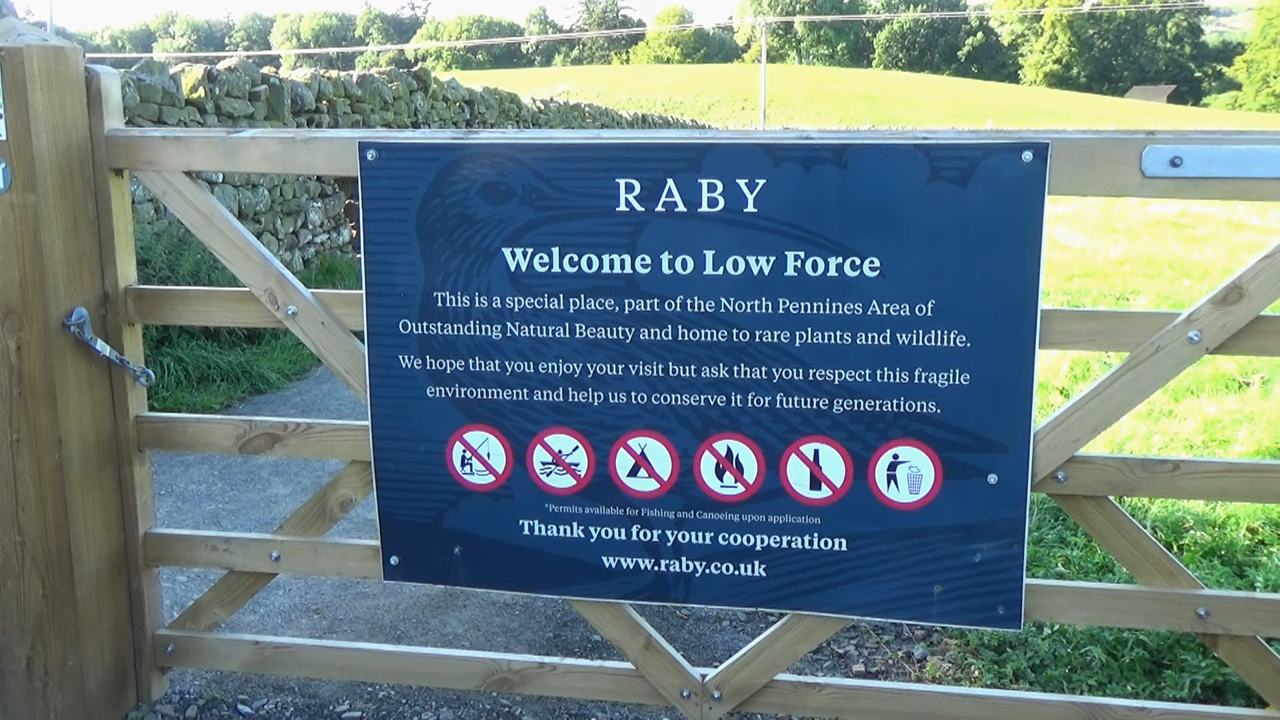 RABY
Welcome to Low Force
This is a special place, part of the North Pennines Area of
Outstanding Natural Beauty and home to rare plants and wildlife.
We hope that you enjoy your visit but ask that you respect this fragile
environment and help us to conserve it for future generations.
*Permits available for Fishing and Canoeing upon application
Thank you for your cooperation
www.raby.co.uk